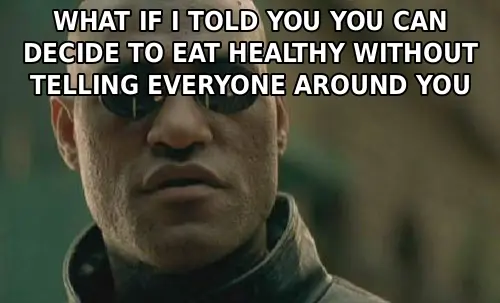 WHAT IF I TOLD YOU YOU CAN
DECIDE TO EAT HEALTHY WITHOUT
TELLING EVERYONE AROUND YOU